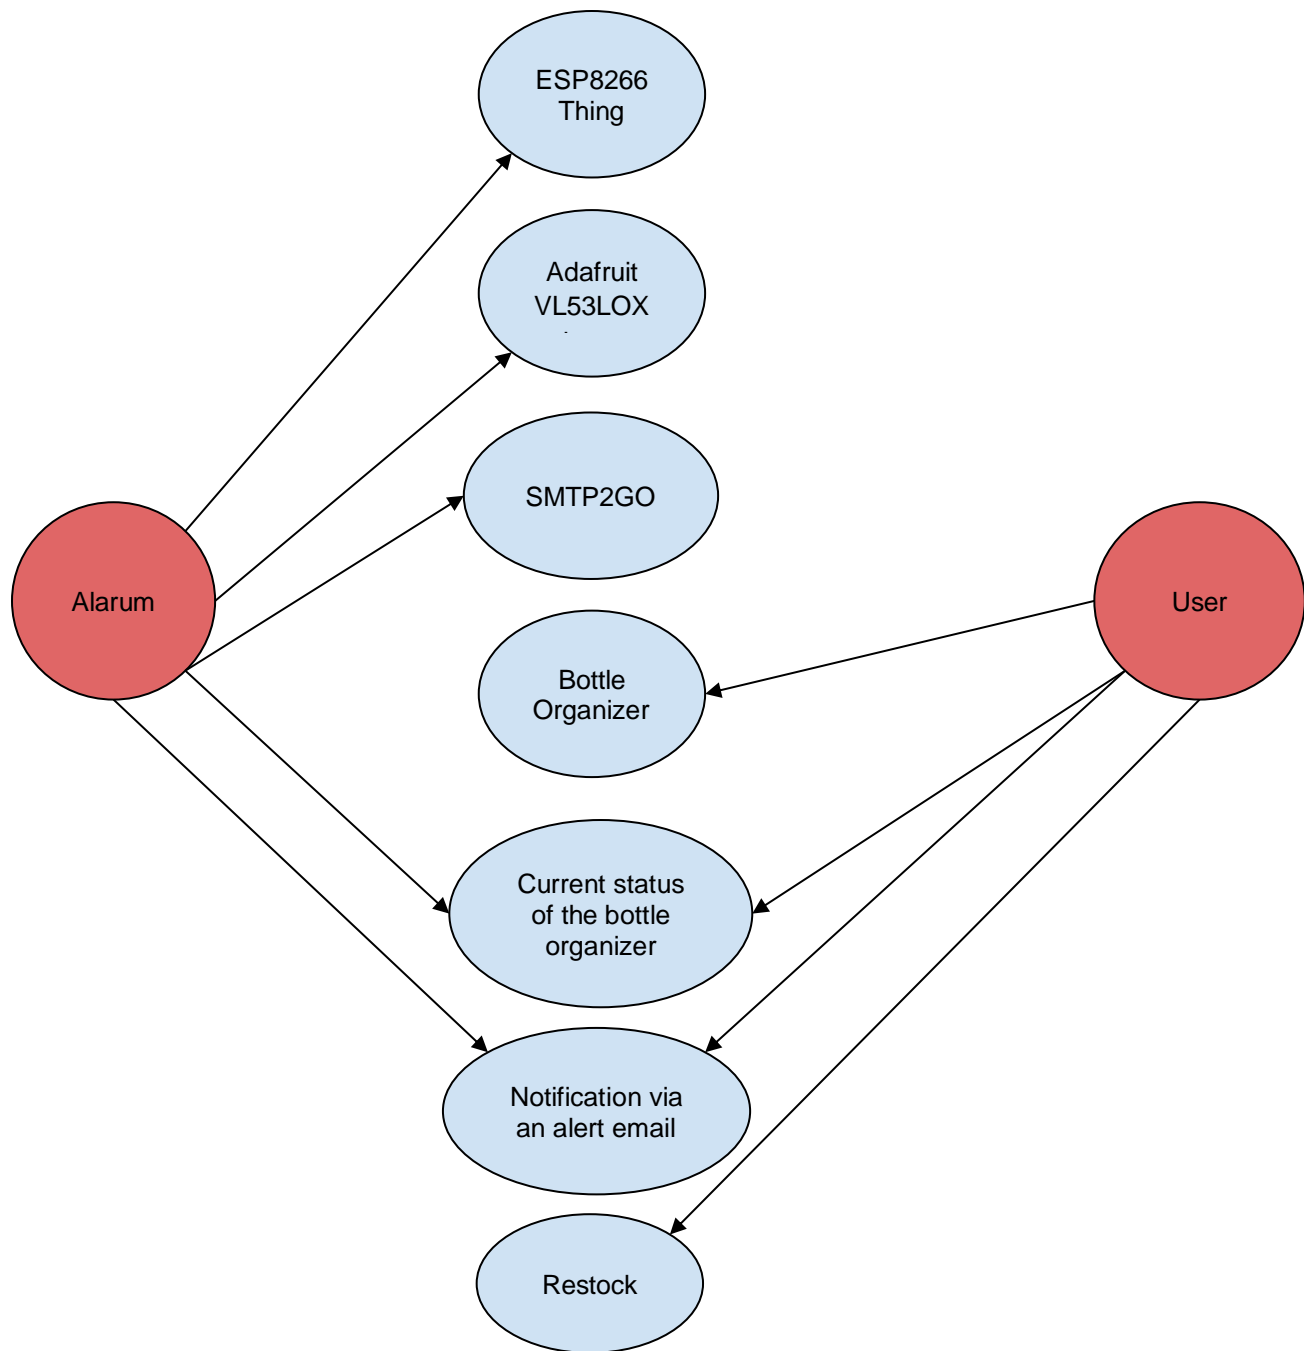 ESP8266
Thing
Adafruit
VL53LOX
SMTP2GO
Alarum
User
Bottle
Organizer
Current status
of the bottle
organizer
Notification via
an alert email
Restock